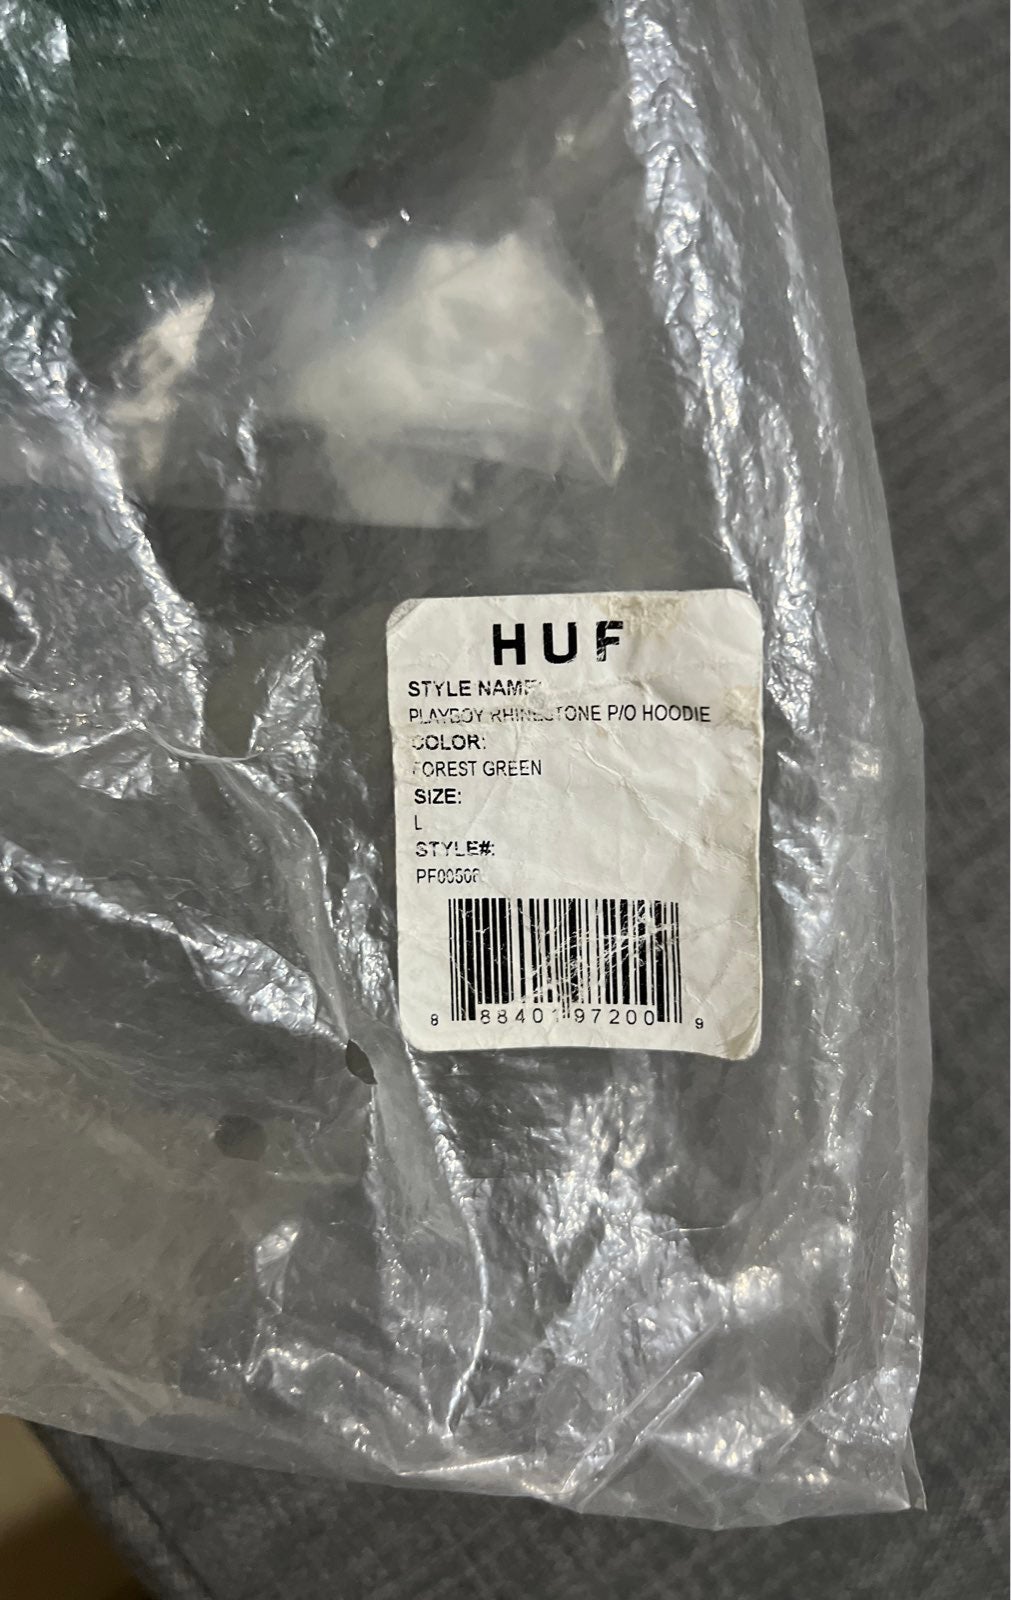 HUF
STYLE NAME:
PLAYBOY RHINESTONE P/O HOODIE
COLOR:
FOREST GREEN
SIZE:
L
STYLE#:
8 88401 97200 9